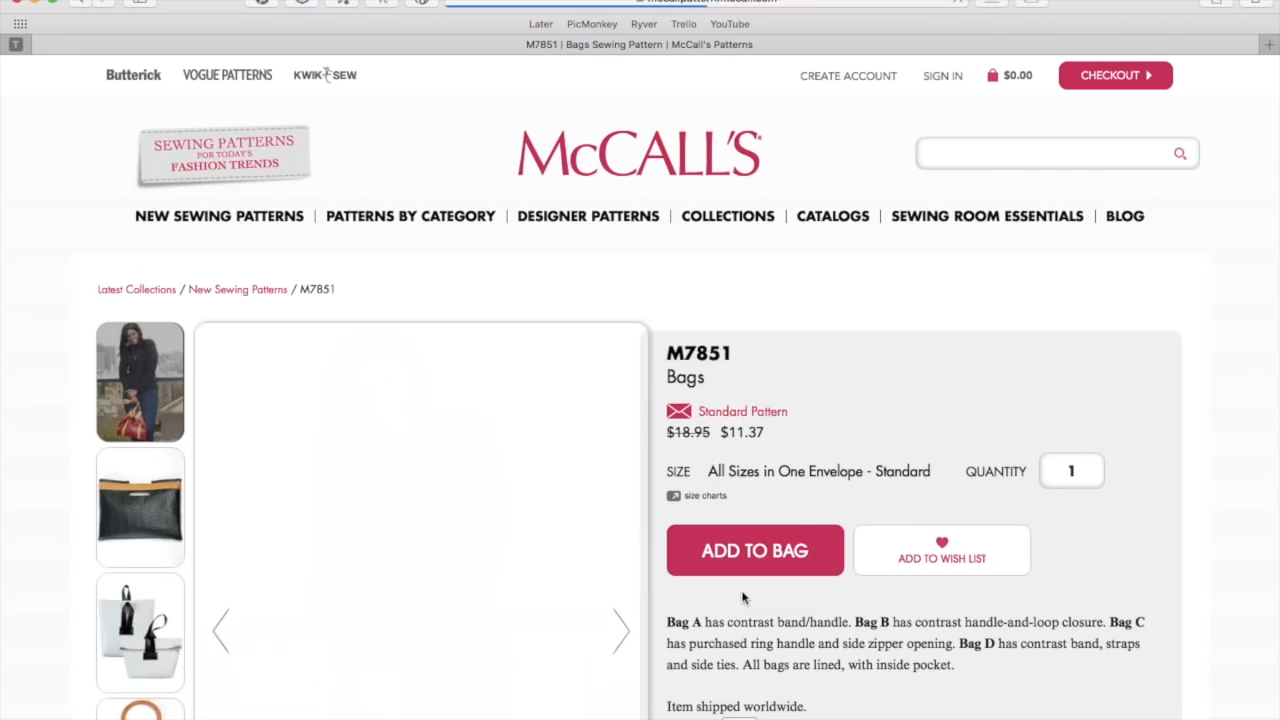 Later PicMonkey Ryver Trello YouTube
T
M7851 | Bags Sewing Pattern | McCall's Patterns
Butterick VOGUE PATTERNS KWIK SEW
CREATE ACCOUNT SIGN IN $0.00 CHECKOUT
SEWING PATTERNS
FOR TODAY'S
FASHION TRENDS
McCALL'S
NEW SEWING PATTERNS | PATTERNS BY CATEGORY | DESIGNER PATTERNS | COLLECTIONS | CATALOGS | SEWING ROOM ESSENTIALS | BLOG
Latest Collections / New Sewing Patterns / M7851
M7851
Bags
Standard Pattern
$18.95 $11.37
SIZE All Sizes in One Envelope - Standard QUANTITY 1
size charts
ADD TO BAG
ADD TO WISH LIST
Bag A has contrast band/handle. Bag B has contrast handle-and-loop closure. Bag C
has purchased ring handle and side zipper opening. Bag D has contrast band, straps
and side ties. All bags are lined, with inside pocket.
Item shipped worldwide.